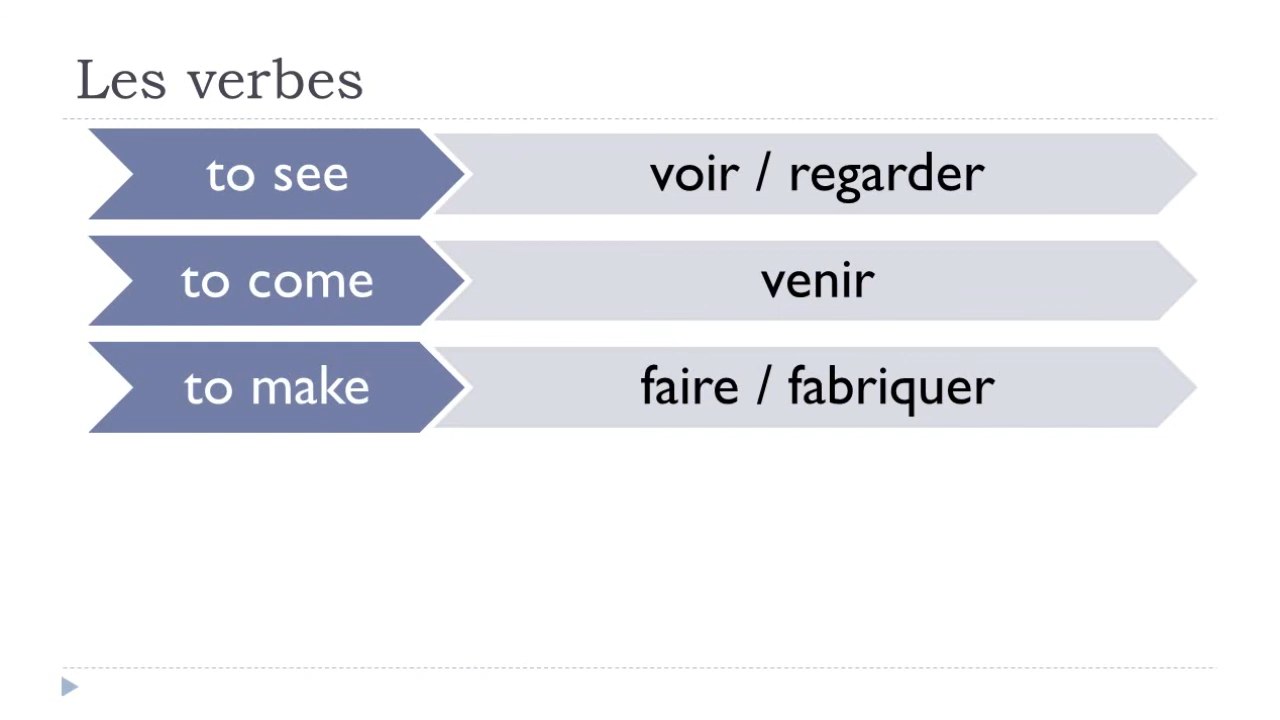 Les verbes
to see
voir / regarder
to come
venir
to make
faire / fabriquer